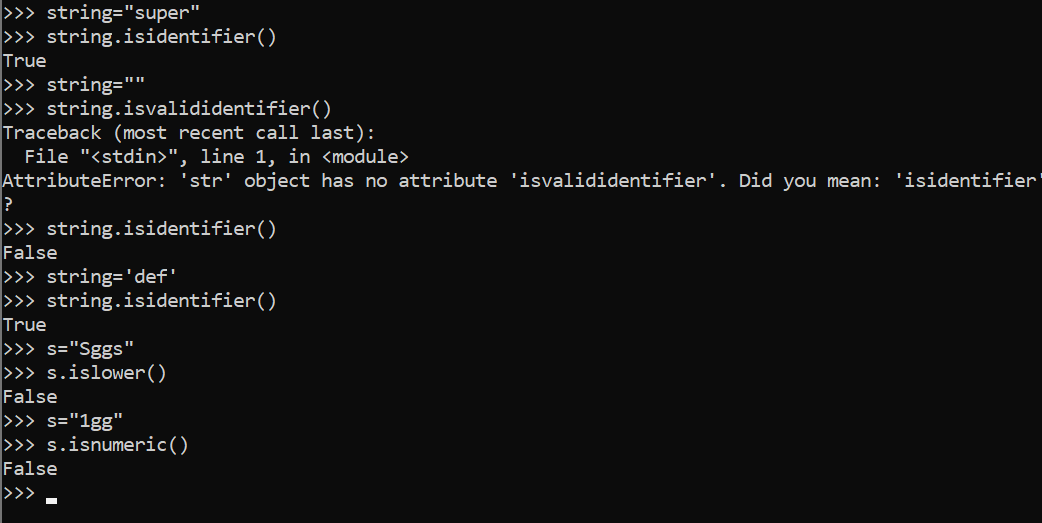 >>> string="super"
>>> string.isidentifier()
True
>>> string=""
>>> string.isvalididentifier()
Traceback (most recent call last):
  File "<stdin>", line 1, in <module>
AttributeError: 'str' object has no attribute 'isvalididentifier'. Did you mean: 'isidentifier'
?
>>> string.isidentifier()
False
>>> string='def'
>>> string.isidentifier()
True
>>> s="Sggs"
>>> s.islower()
False
>>> s="1gg"
>>> s.isnumeric()
False
>>>